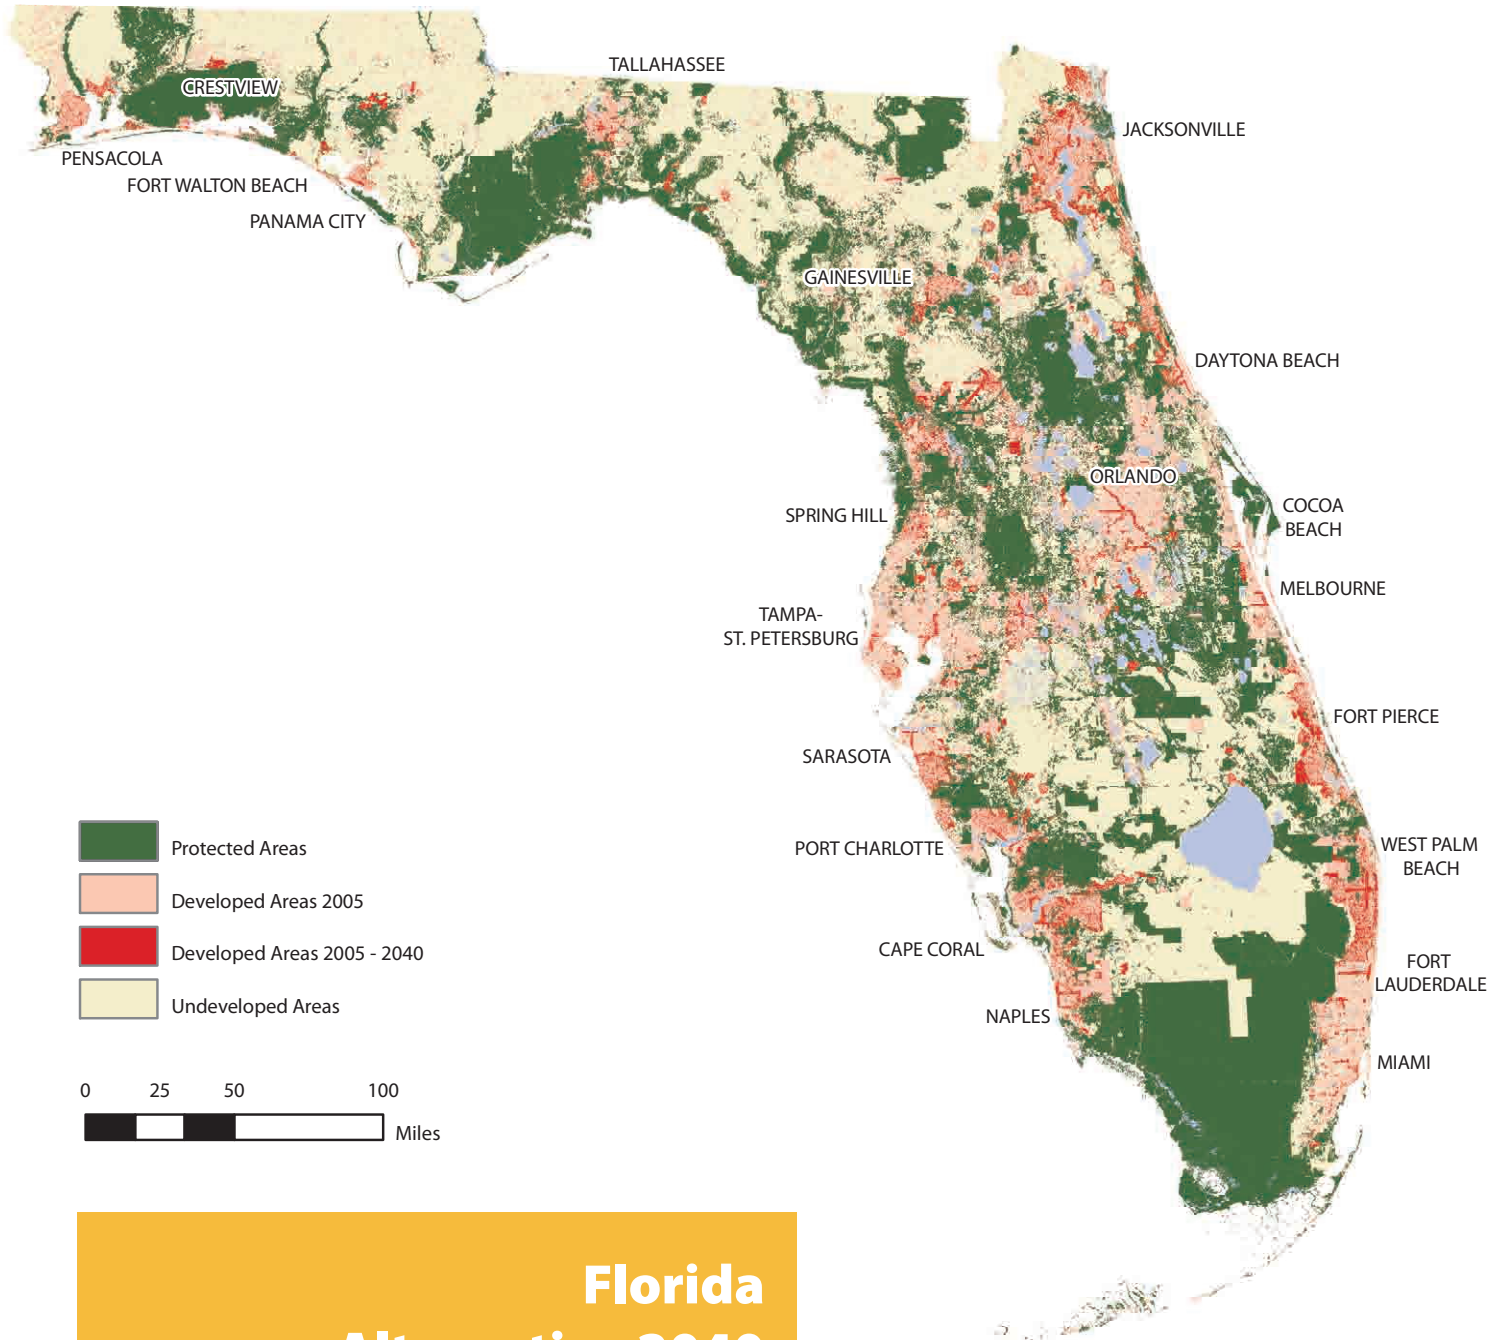 TALLAHASSEE
CRESTVIEW
JACKSONVILLE
PENSACOLA
FORT WALTON BEACH
PANAMA CITY
GAINESVILLE
DAYTONA BEACH
ORLANDO
SPRING HILL
COCOA
BEACH
MELBOURNE
TAMPA-
ST. PETERSBURG
FORT PIERCE
SARASOTA
PORT CHARLOTTE
WEST PALM
BEACH
CAPE CORAL
FORT
LAUDERDALE
NAPLES
MIAMI
Protected Areas
Developed Areas 2005
Developed Areas 2005 - 2040
Undeveloped Areas
0 25 50 100
Miles
Florida
Alternative 2040